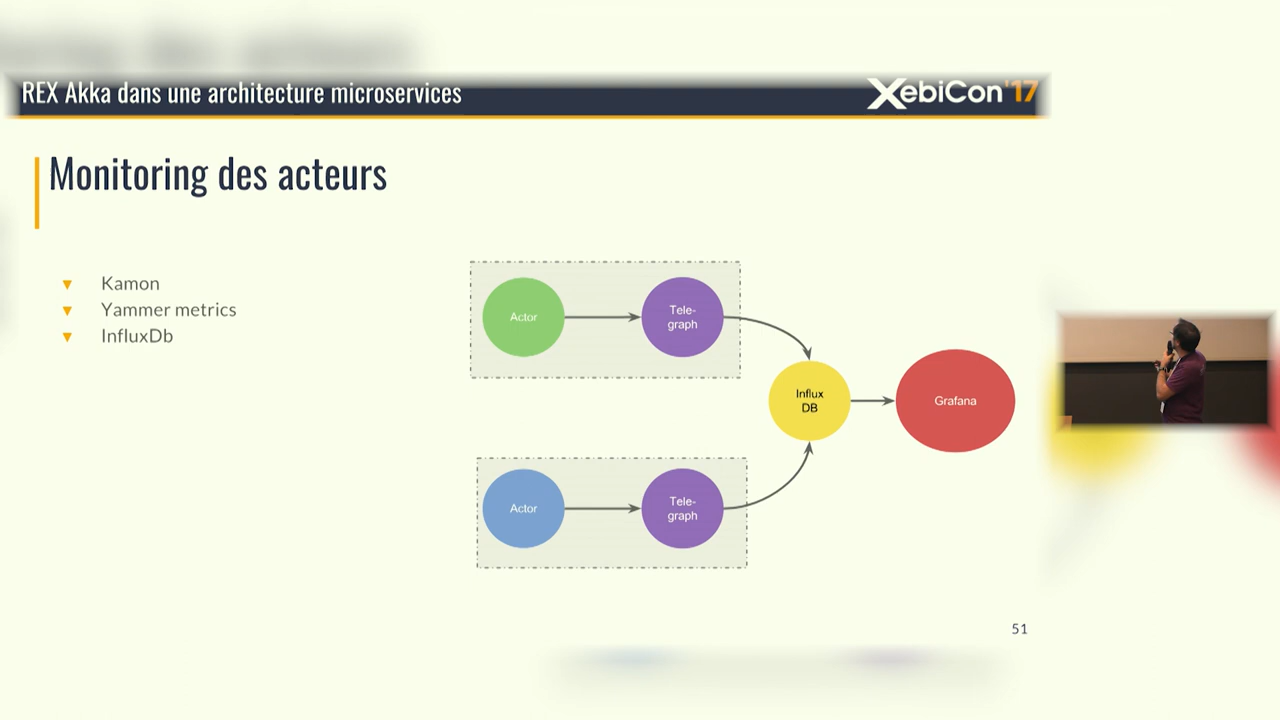 REX Akka dans une architecture microservices
XebiCon'17
Monitoring des acteurs
Kamon
Yammer metrics
InfluxDb
Actor
Tele-
graph
Influx
DB
Grafana
Actor
Tele-
graph
51